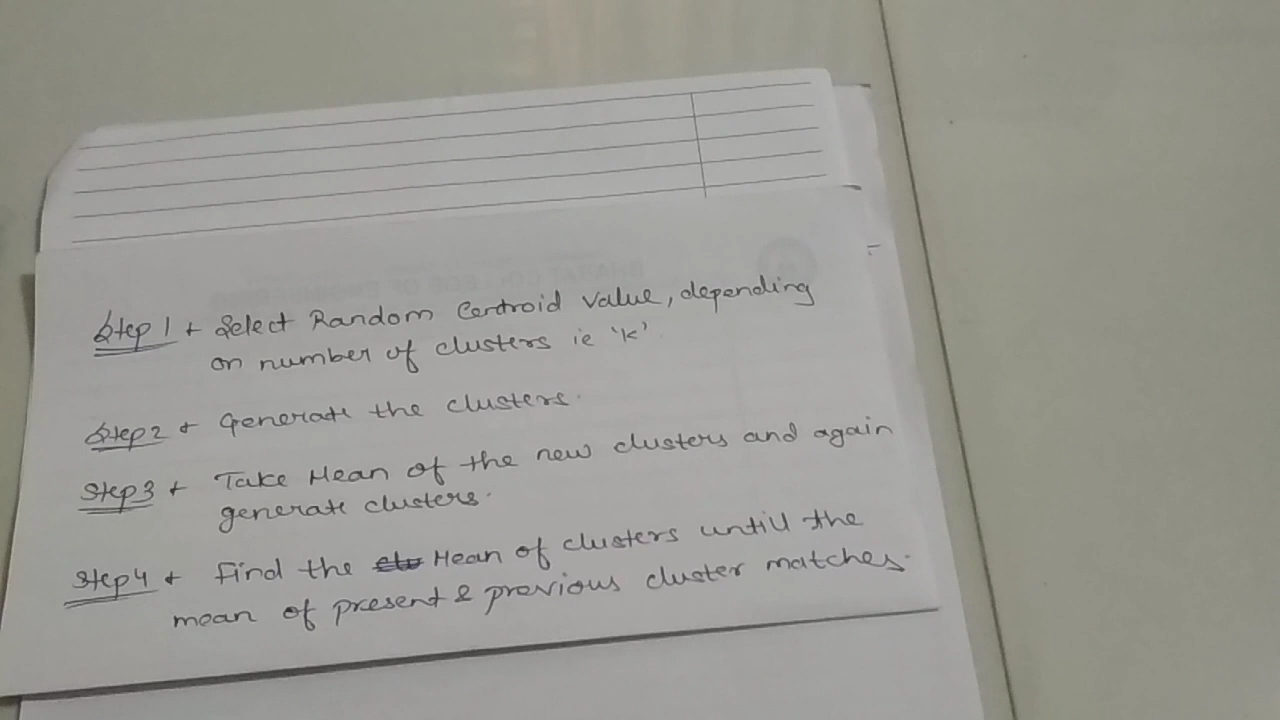 Step 1 + Select Random Centroid Value, depending
on number of clusters ie 'k'.
Step 2 + Generate the clusters.
Step 3 + Take Mean of the new clusters and again
generate clusters.
Step 4 + Find the clu Mean of clusters untill the
mean of present & previous cluster matches.